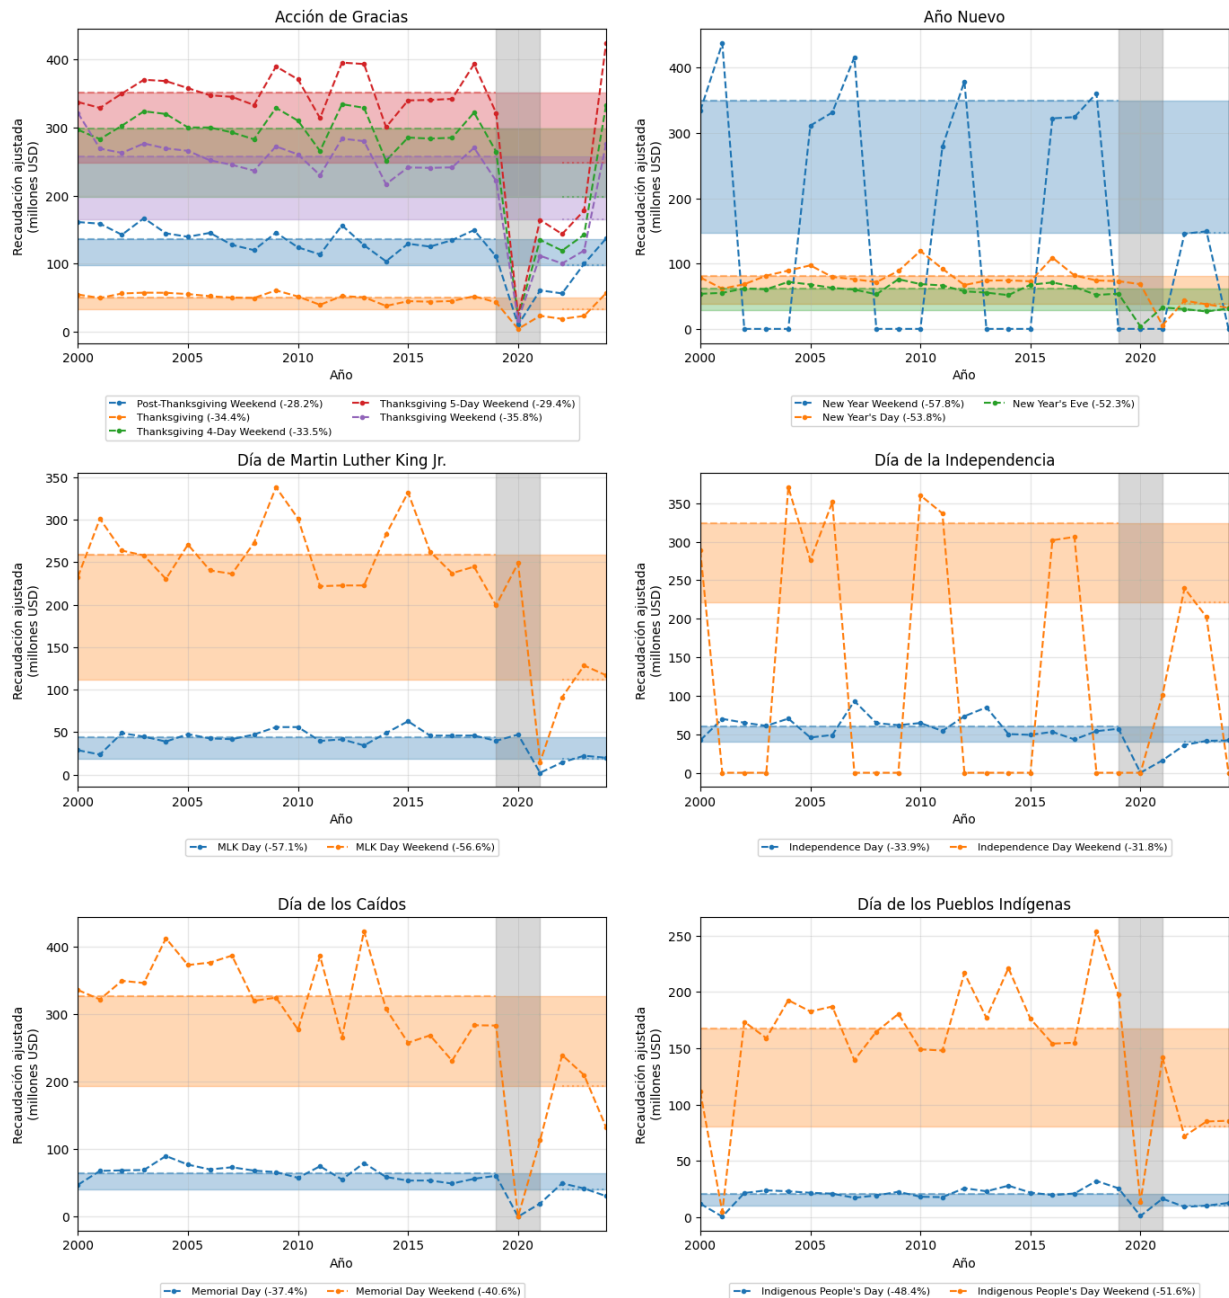 Acción de Gracias
Recaudación ajustada
(millones USD)
400
300
200
100
0
2000 2005 2010 2015 2020
Año
Post-Thanksgiving Weekend (-28.2%)
Thanksgiving (-34.4%)
Thanksgiving 4-Day Weekend (-33.5%)
Thanksgiving 5-Day Weekend (-29.4%)
Thanksgiving Weekend (-35.8%)
Año Nuevo
Recaudación ajustada
(millones USD)
400
300
200
100
0
2000 2005 2010 2015 2020
Año
New Year Weekend (-57.8%)
New Year's Day (-53.8%)
New Year's Eve (-52.3%)
Día de Martin Luther King Jr.
Recaudación ajustada
(millones USD)
350
300
250
200
150
100
50
0
2000 2005 2010 2015 2020
Año
MLK Day (-57.1%)
MLK Day Weekend (-56.6%)
Día de la Independencia
Recaudación ajustada
(millones USD)
350
300
250
200
150
100
50
0
2000 2005 2010 2015 2020
Año
Independence Day (-33.9%)
Independence Day Weekend (-31.8%)
Día de los Caídos
Recaudación ajustada
(millones USD)
400
300
200
100
0
2000 2005 2010 2015 2020
Año
Memorial Day (-37.4%)
Memorial Day Weekend (-40.6%)
Día de los Pueblos Indígenas
Recaudación ajustada
(millones USD)
250
200
150
100
50
0
2000 2005 2010 2015 2020
Año
Indigenous People's Day (-48.4%)
Indigenous People's Day Weekend (-51.6%)